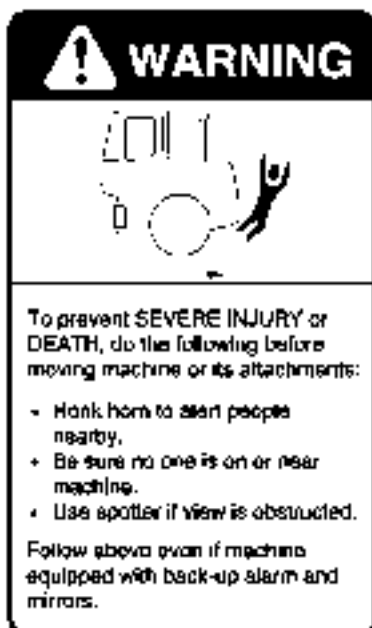 WARNING
To prevent SEVERE INJURY or
DEATH, do the following before
moving machine or its attachments:
• Honk horn to alert people
nearby.
• Be sure no one is on or near
machine.
• Use spotter if view is obstructed.
Follow above even if machine
equipped with back-up alarm and
mirrors.